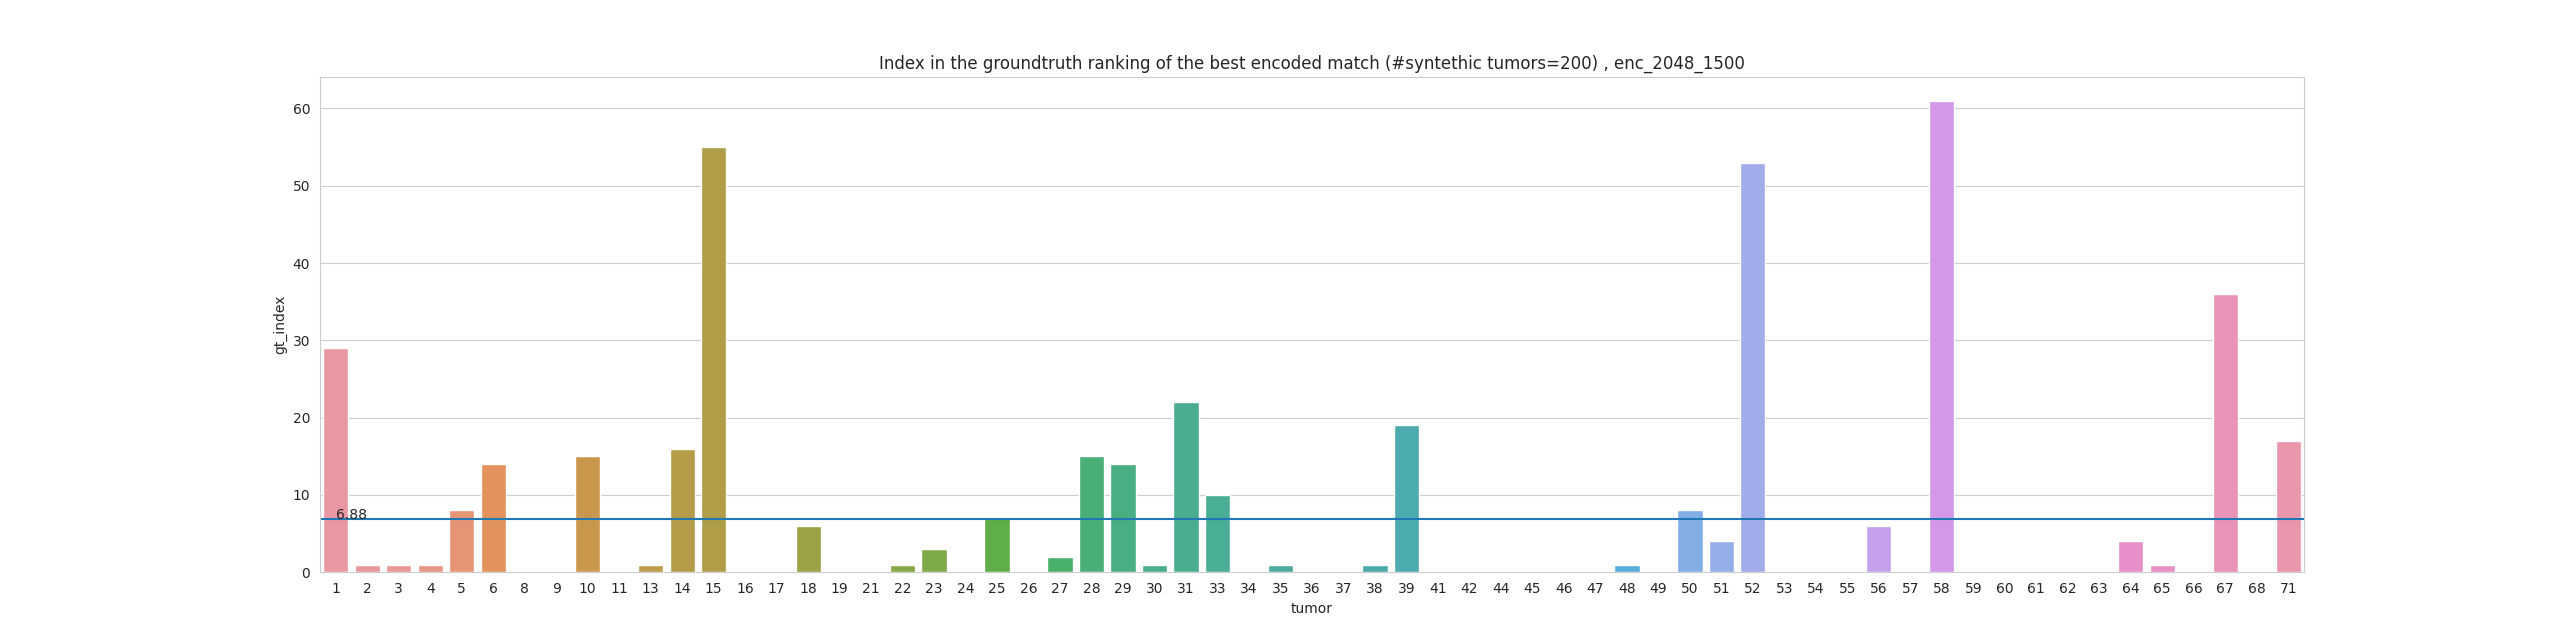 Index in the groundtruth ranking of the best encoded match (#syntethic tumors=200) , enc_2048_1500
60
50
40
30
20
10
0
gt_index
6.88
1 2 3 4 5 6 8 9 10 11 13 14 15 16 17 18 19 21 22 23 24 25 26 27 28 29 30 31 33 34 35 36 37 38 39 41 42 44 45 46 47 48 49 50 51 52 53 54 55 56 57 58 59 60 61 62 63 64 65 66 67 68 71
tumor